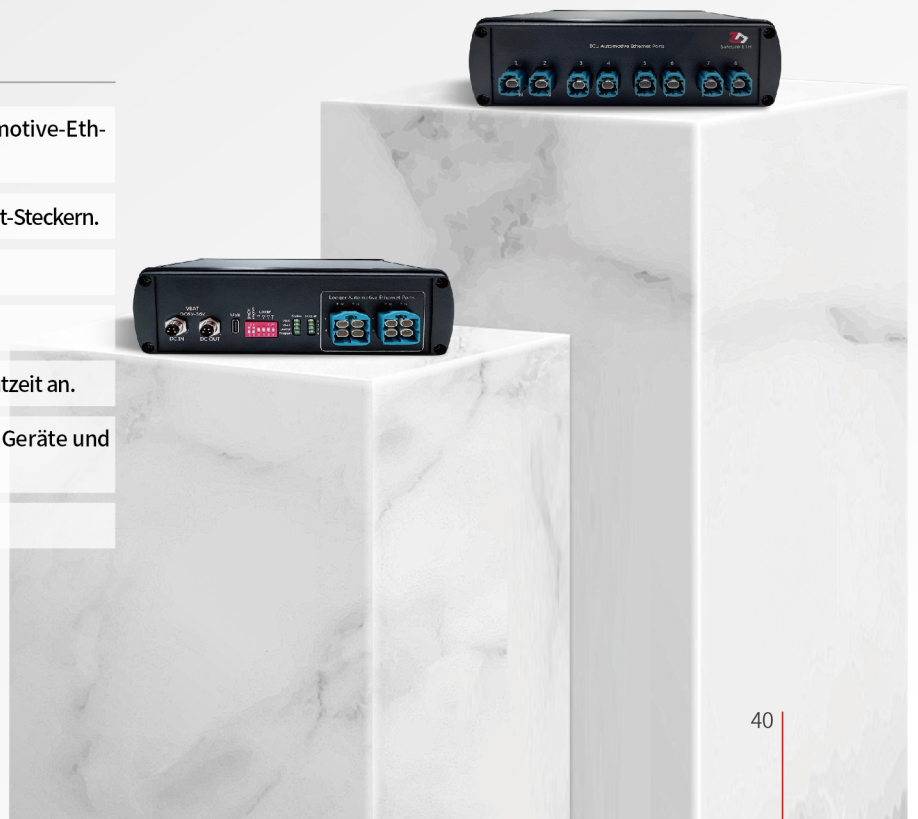 motive-Eth-
t-Steckern.
tzeit an.
Geräte und
ECU Automotive Ethernet Ports
1 2 3 4 5 6 7 8
Logger Automotive Ethernet Ports
VBAT
USB
DC IN
DC OUT
40